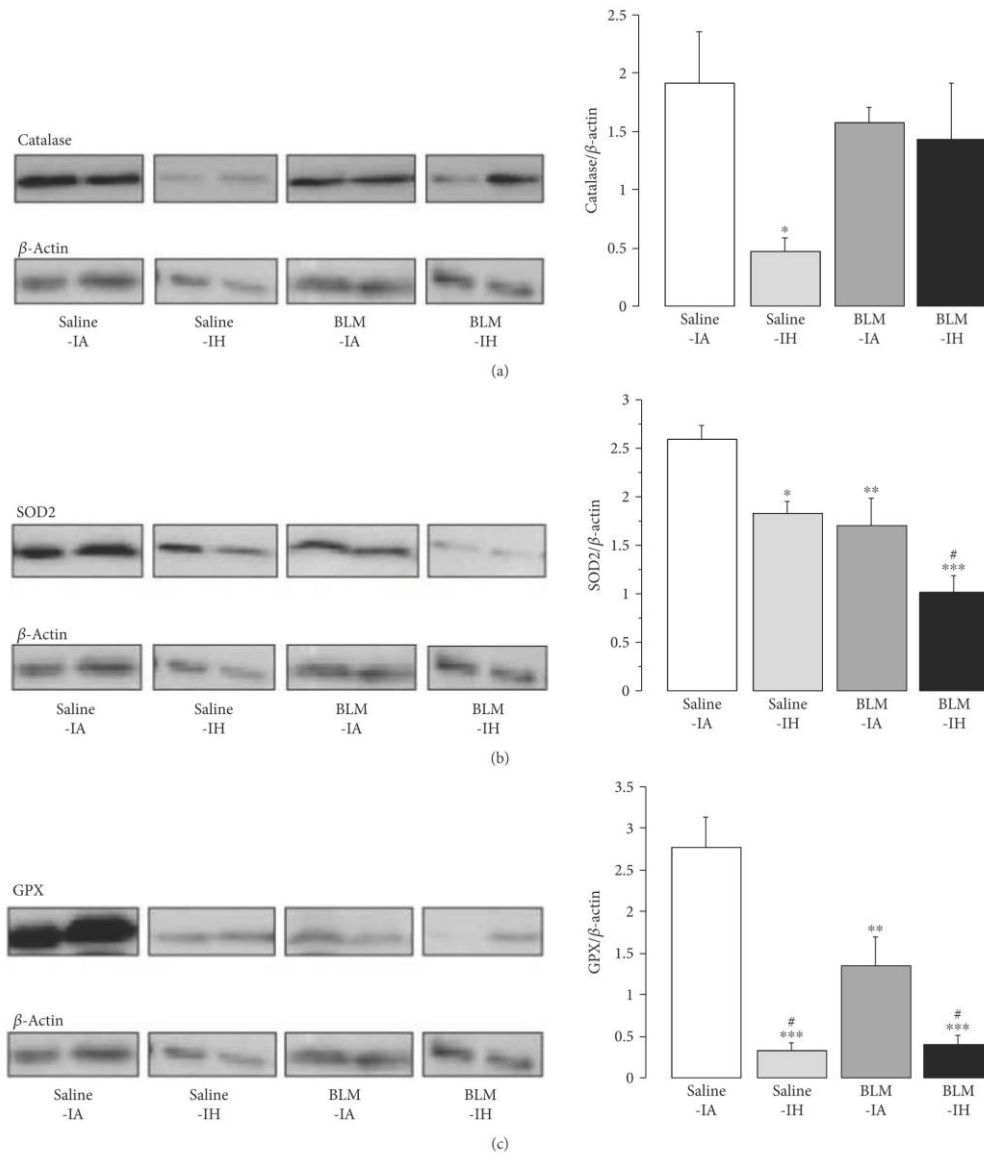 Catalase
β-Actin
Saline
-IA
Saline
-IH
BLM
-IA
BLM
-IH
2.5
2
1.5
1
0.5
0
Catalase/β-actin
*
Saline
-IA
Saline
-IH
BLM
-IA
BLM
-IH
(a)
SOD2
β-Actin
Saline
-IA
Saline
-IH
BLM
-IA
BLM
-IH
3
2.5
2
1.5
1
0.5
0
SOD2/β-actin
*
**
#
***
Saline
-IA
Saline
-IH
BLM
-IA
BLM
-IH
(b)
GPX
β-Actin
Saline
-IA
Saline
-IH
BLM
-IA
BLM
-IH
3.5
3
2.5
2
1.5
1
0.5
0
GPX/β-actin
#
***
**
#
***
Saline
-IA
Saline
-IH
BLM
-IA
BLM
-IH
(c)